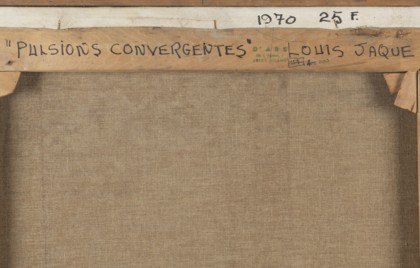 1970 25 F.
"PULSIONS CONVERGENTES" LOUIS JAQUE